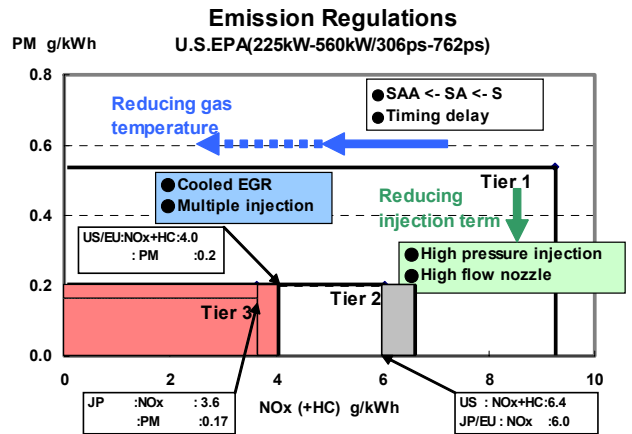 Emission Regulations
PM g/kWh
U.S.EPA(225kW-560kW/306ps-762ps)
0.8
●SAA <- SA <- S
●Timing delay
Reducing gas
temperature
0.6
Tier 1
●Cooled EGR
●Multiple injection
Reducing
injection term
0.4
US/EU:NOx+HC:4.0
: PM :0.2
●High pressure injection
●High flow nozzle
0.2
Tier 2
Tier 3
0.0
0
2
4
6
8
10
JP :NOx : 3.6
:PM :0.17
NOx (+HC) g/kWh
US : NOx+HC:6.4
JP/EU : NOx :6.0